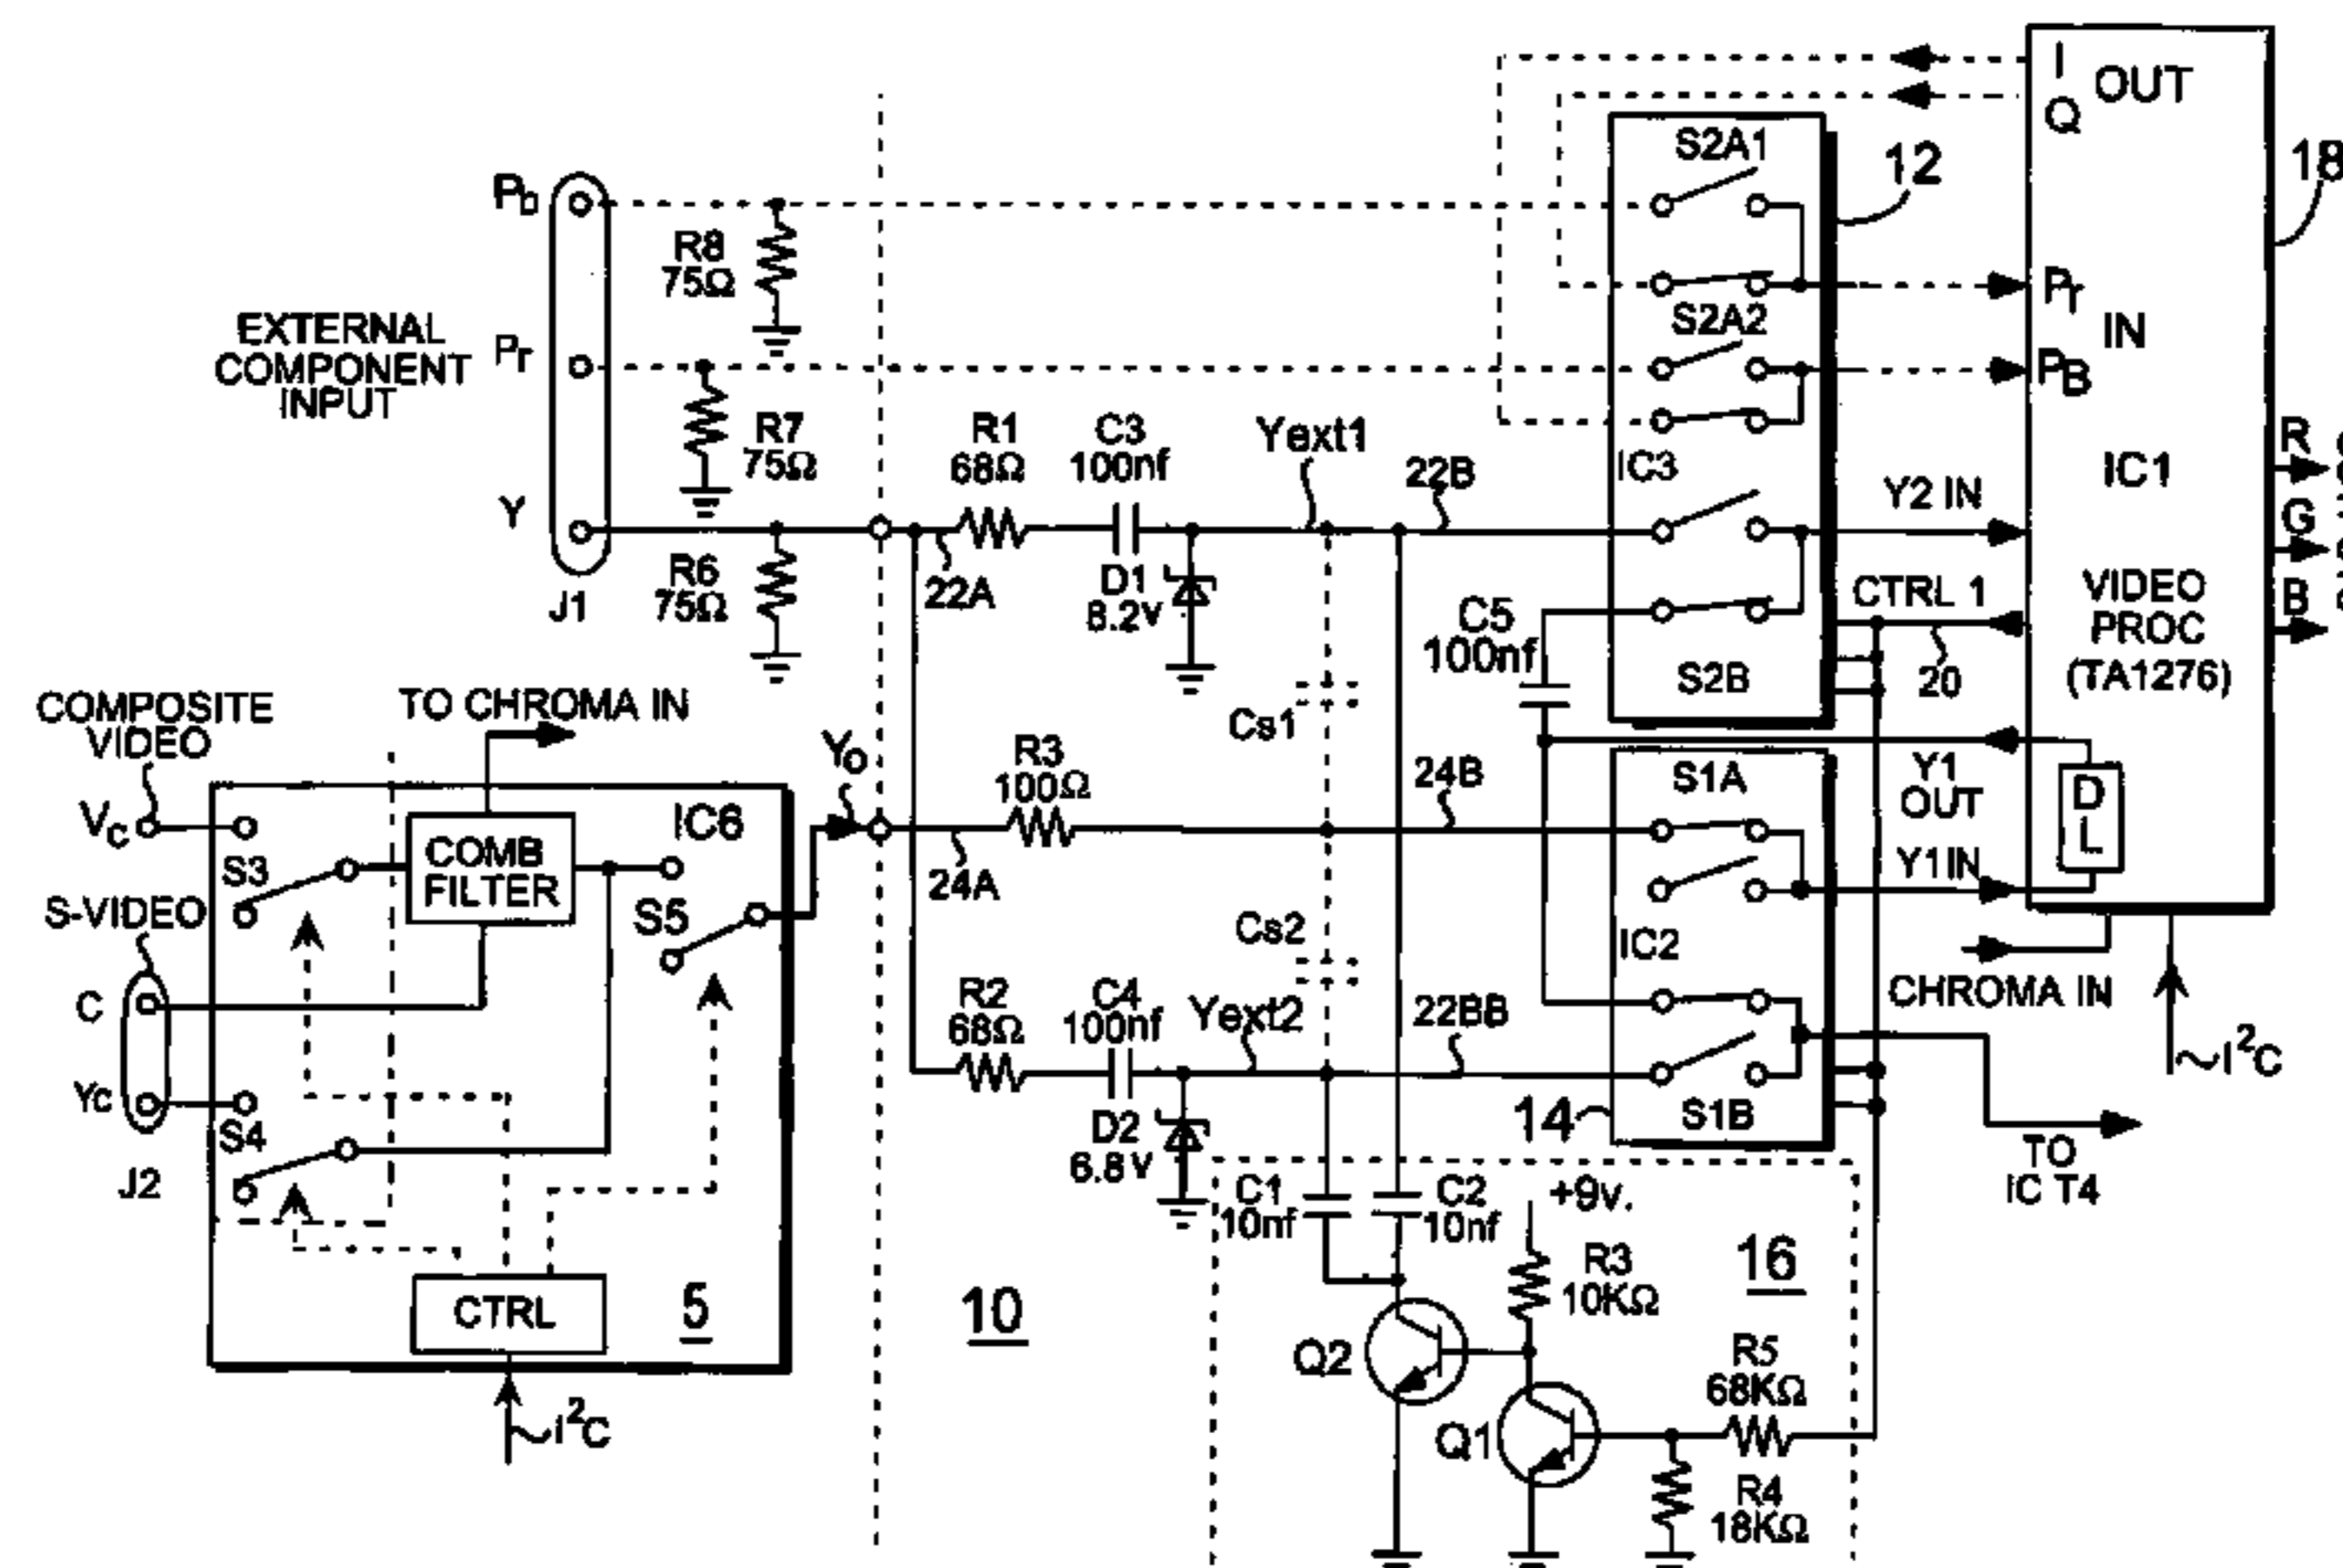 I
OUT
Q
S2A1
12
18
Pb
R8
75Ω
Pr
IN
S2A2
EXTERNAL
COMPONENT
INPUT
Pr
PB
R7
75Ω
R1
68Ω
C3
100nf
Yext1
22B
IC3
Y2 IN
IC1
R
G
B
Y
J1
R6
75Ω
22A
D1
8.2V
C5
100nf
S2B
CTRL 1
20
VIDEO
PROC
(TA1276)
COMPOSITE
VIDEO
TO CHROMA IN
Vc
S3
COMB
FILTER
IC6
Yo
R3
100Ω
Cs1
24B
S1A
Y1
OUT
D
L
Y1IN
S-VIDEO
S5
24A
Cs2
IC2
CHROMA IN
C
R2
68Ω
C4
100nf
Yext2
22BB
~I²C
Yc
S4
D2
6.8V
14
S1B
TO
IC T4
J2
C1
10nf
C2
10nf
+9v.
R3
10KΩ
16
CTRL
5
10
Q2
R5
68KΩ
Q1
~I²C
R4
18KΩ